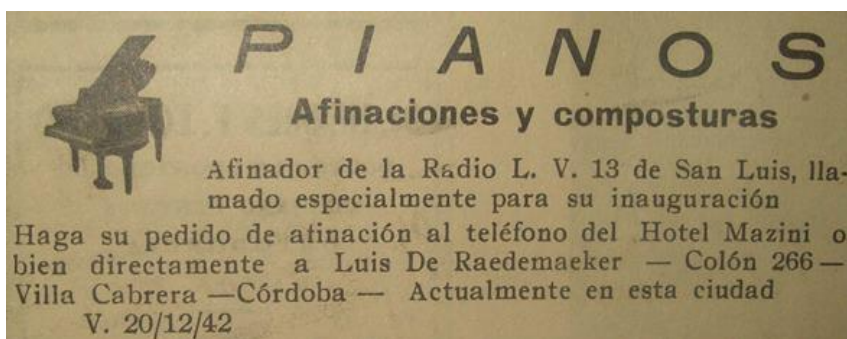 PIANOS
Afinaciones y composturas
Afinador de la Radio L. V. 13 de San Luis, lla-
mado especialmente para su inauguración
Haga su pedido de afinación al teléfono del Hotel Mazini o
bien directamente a Luis De Raedemaeker — Colón 266 —
Villa Cabrera —Córdoba — Actualmente en esta ciudad
V. 20/12/42